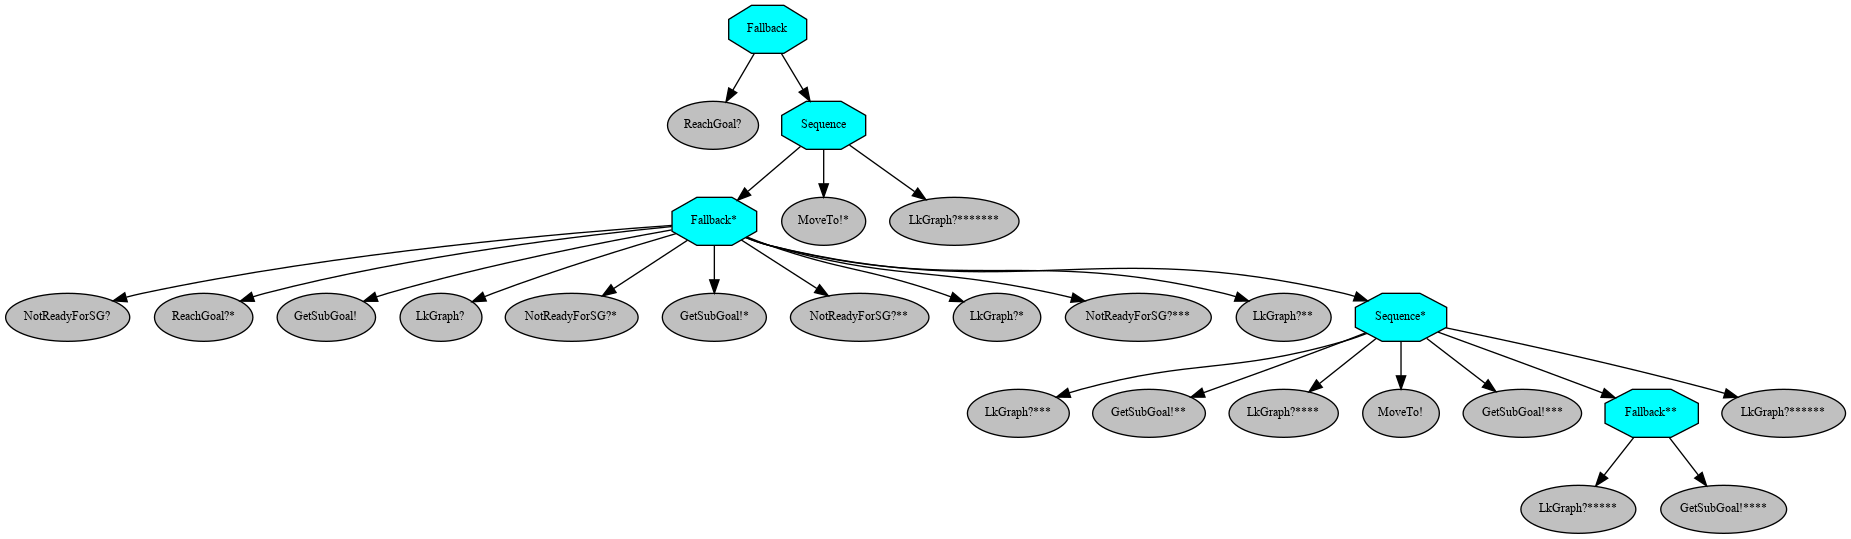 Fallback
ReachGoal?
Sequence
Fallback*
MoveTo!*
LkGraph?*******
NotReadyForSG?
ReachGoal?*
GetSubGoal!
LkGraph?
NotReadyForSG?*
GetSubGoal!*
NotReadyForSG?**
LkGraph?*
NotReadyForSG?***
LkGraph?**
Sequence*
LkGraph?***
GetSubGoal!**
LkGraph?****
MoveTo!
GetSubGoal!***
Fallback**
LkGraph?******
LkGraph?*****
GetSubGoal!****